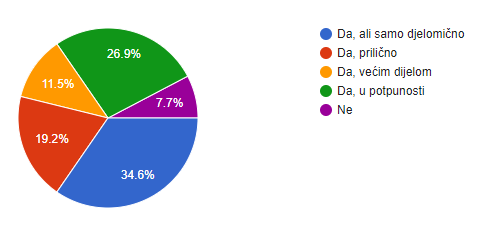 26.9%
11.5%
7.7%
19.2%
34.6%
Da, ali samo djelomično
Da, prilično
Da, većim dijelom
Da, u potpunosti
Ne